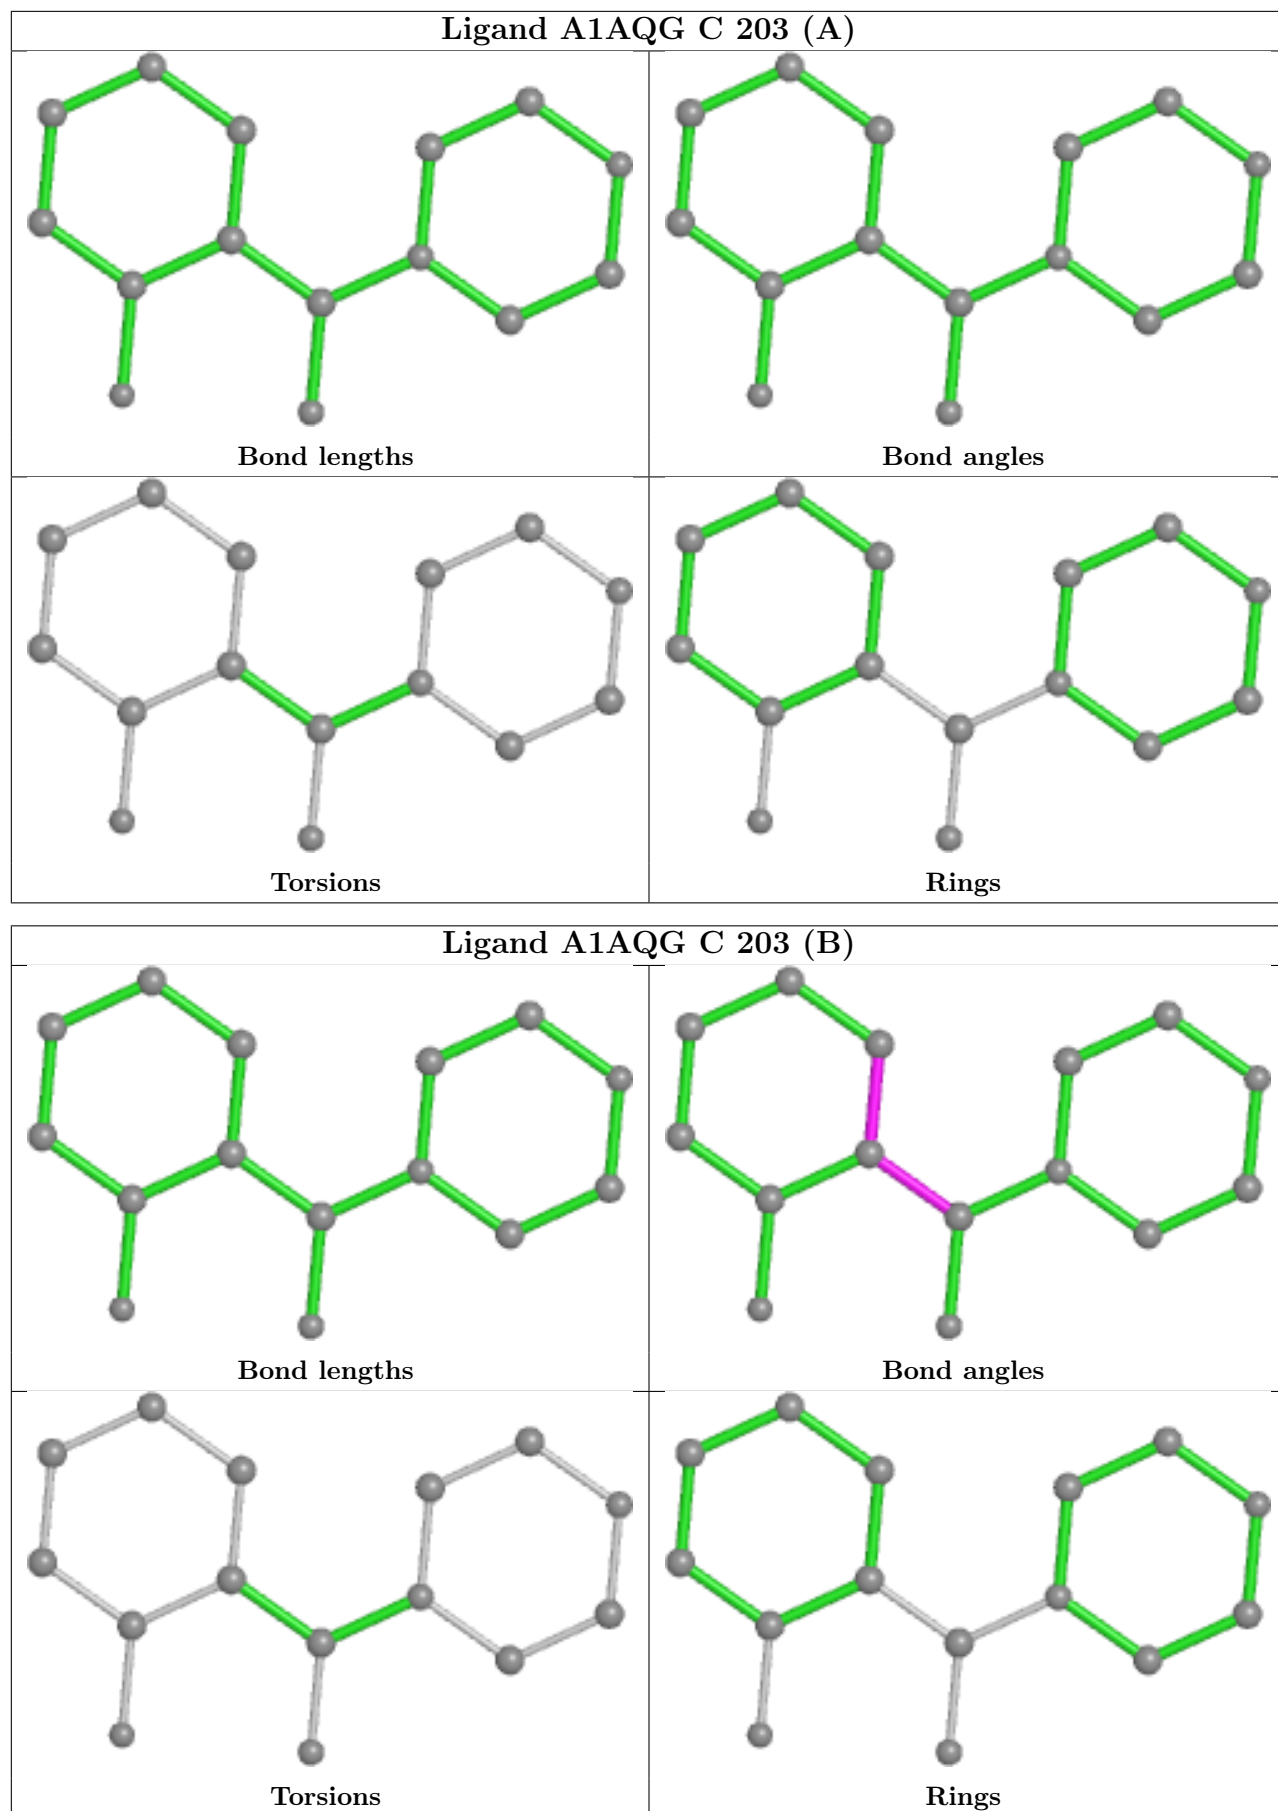 Ligand A1AQG C 203 (A)
Bond lengths
Bond angles
Torsions
Rings
Ligand A1AQG C 203 (B)
Bond lengths
Bond angles
Torsions
Rings